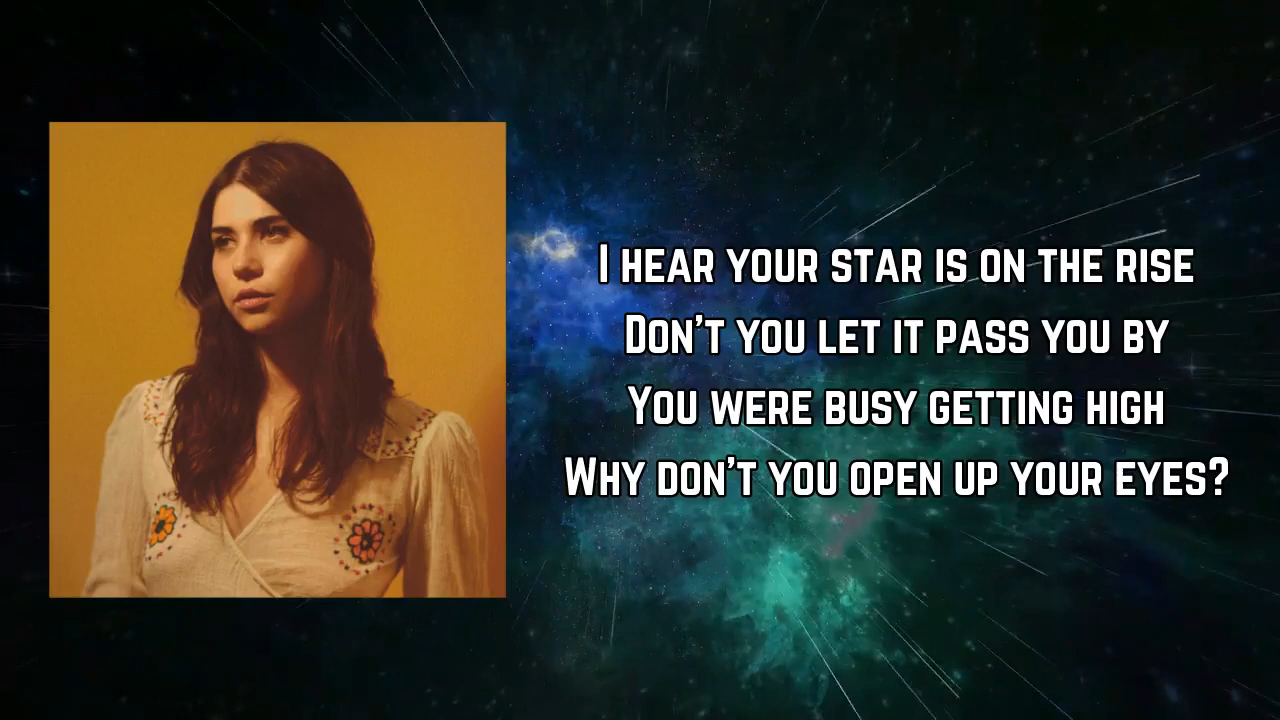 I HEAR YOUR STAR IS ON THE RISE
DON'T YOU LET IT PASS YOU BY
YOU WERE BUSY GETTING HIGH
WHY DON'T YOU OPEN UP YOUR EYES?